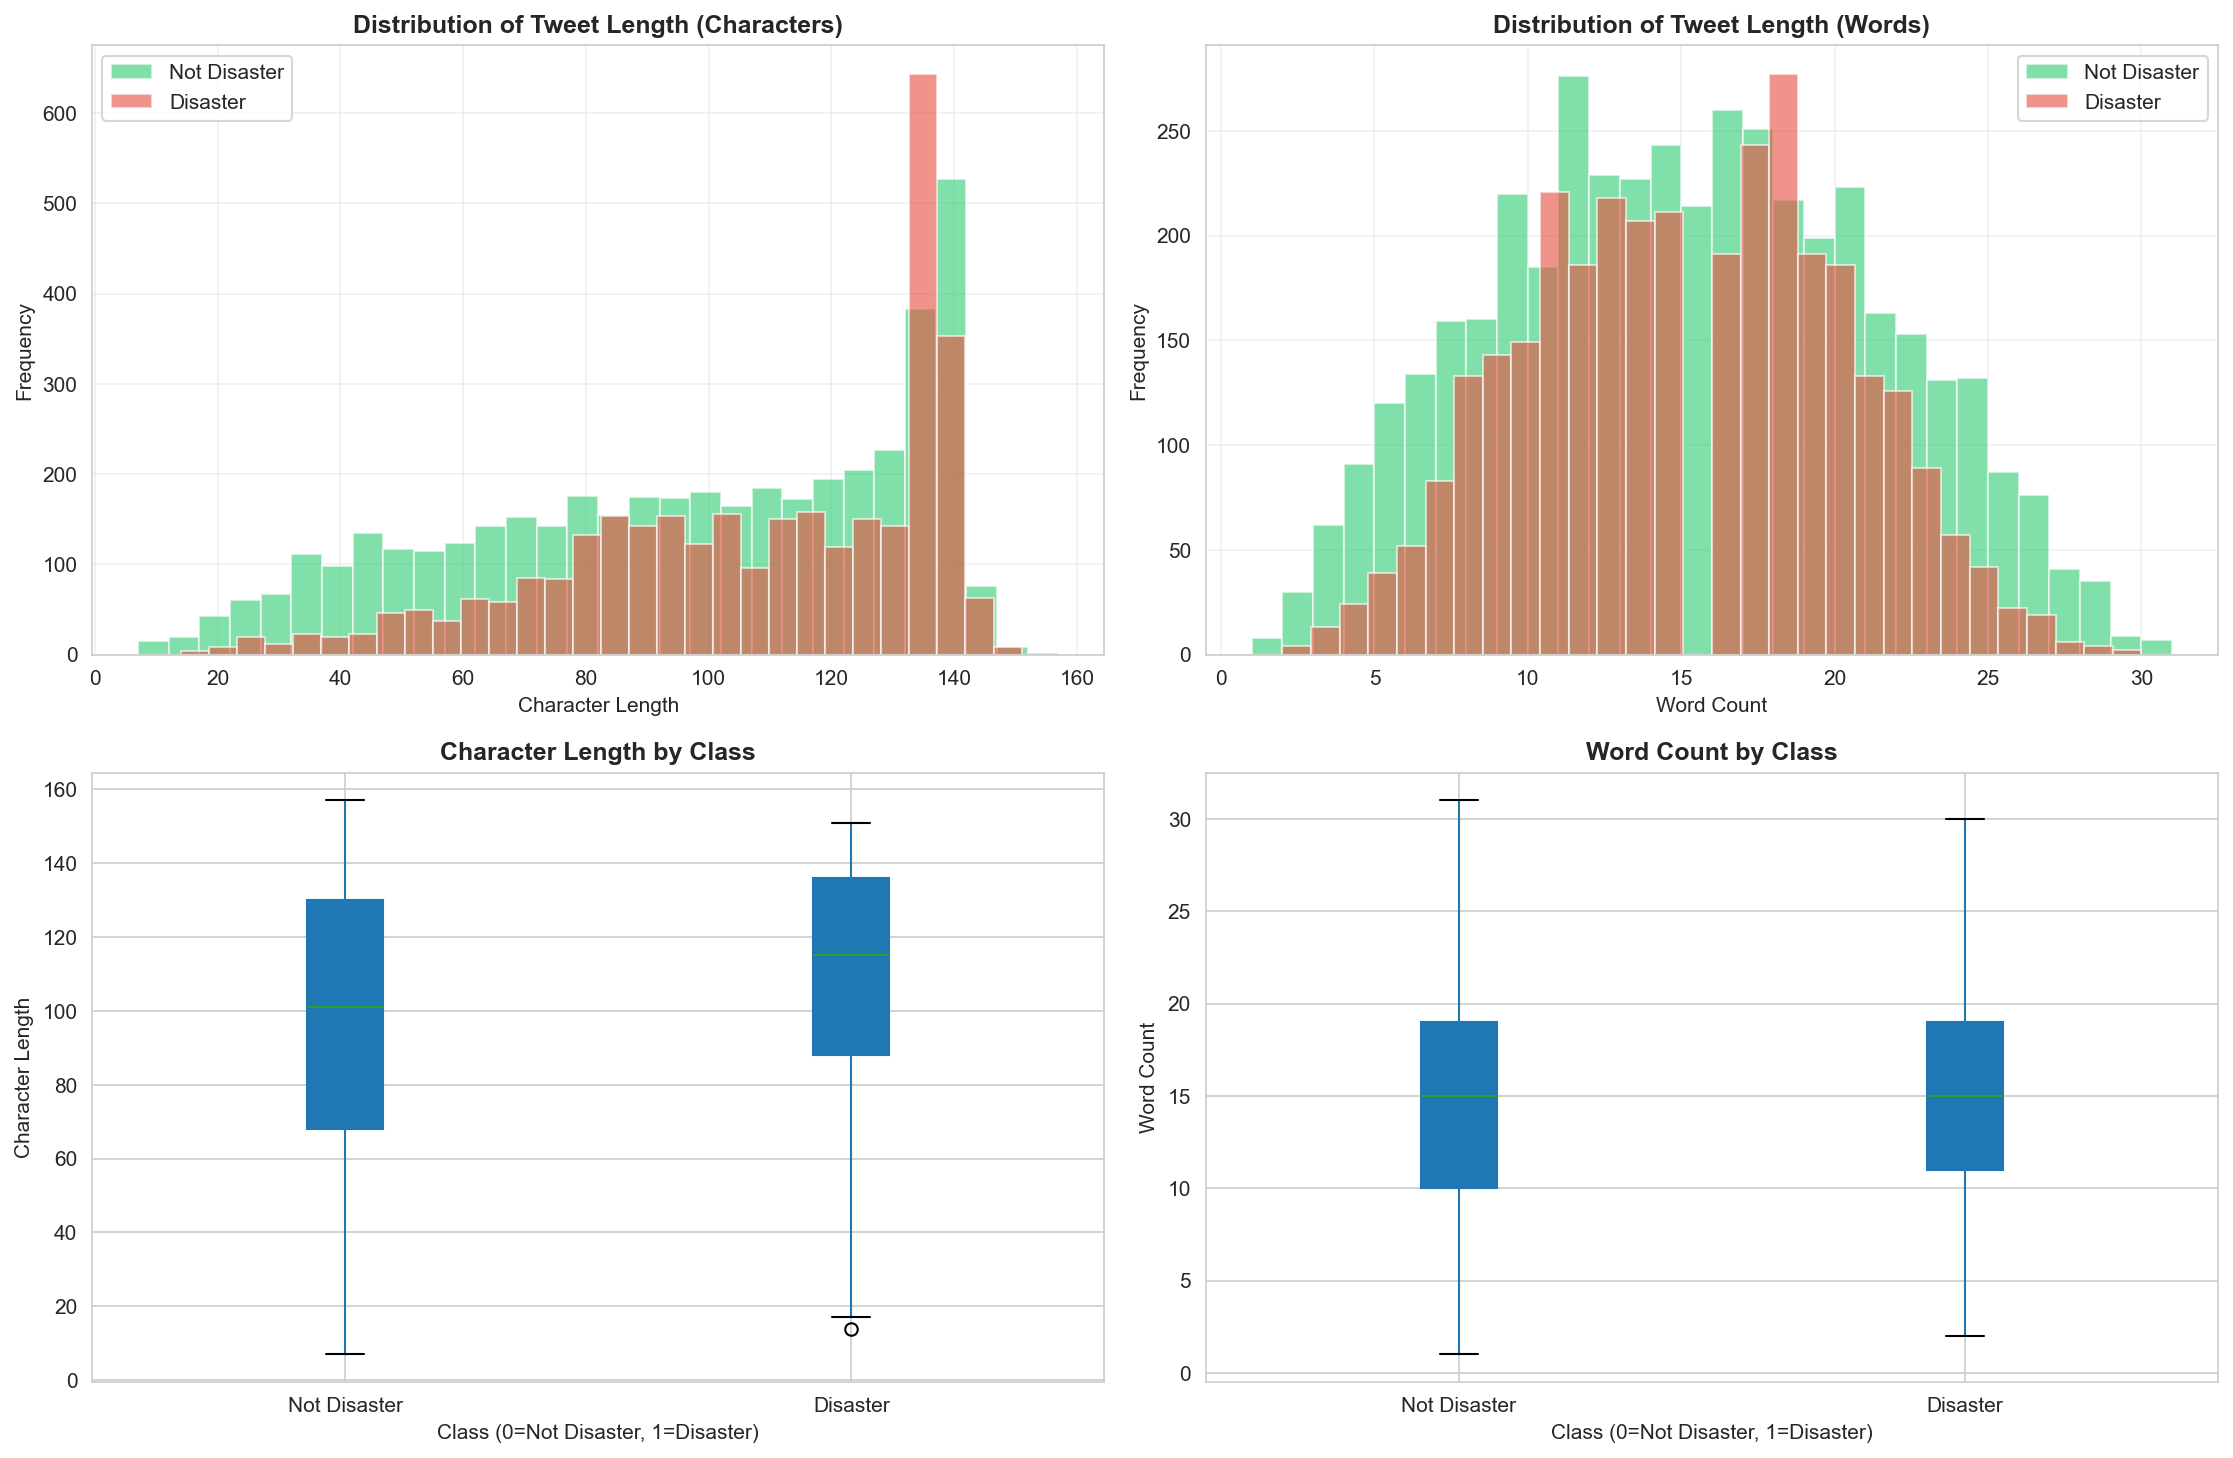 Distribution of Tweet Length (Characters)
Not Disaster
Disaster
Frequency
600
500
400
300
200
100
0
0 20 40 60 80 100 120 140 160
Character Length
Distribution of Tweet Length (Words)
Not Disaster
Disaster
Frequency
250
200
150
100
50
0
0 5 10 15 20 25 30
Word Count
Character Length by Class
Character Length
160
140
120
100
80
60
40
20
0
Not Disaster Disaster
Class (0=Not Disaster, 1=Disaster)
Word Count by Class
Word Count
30
25
20
15
10
5
0
Not Disaster Disaster
Class (0=Not Disaster, 1=Disaster)